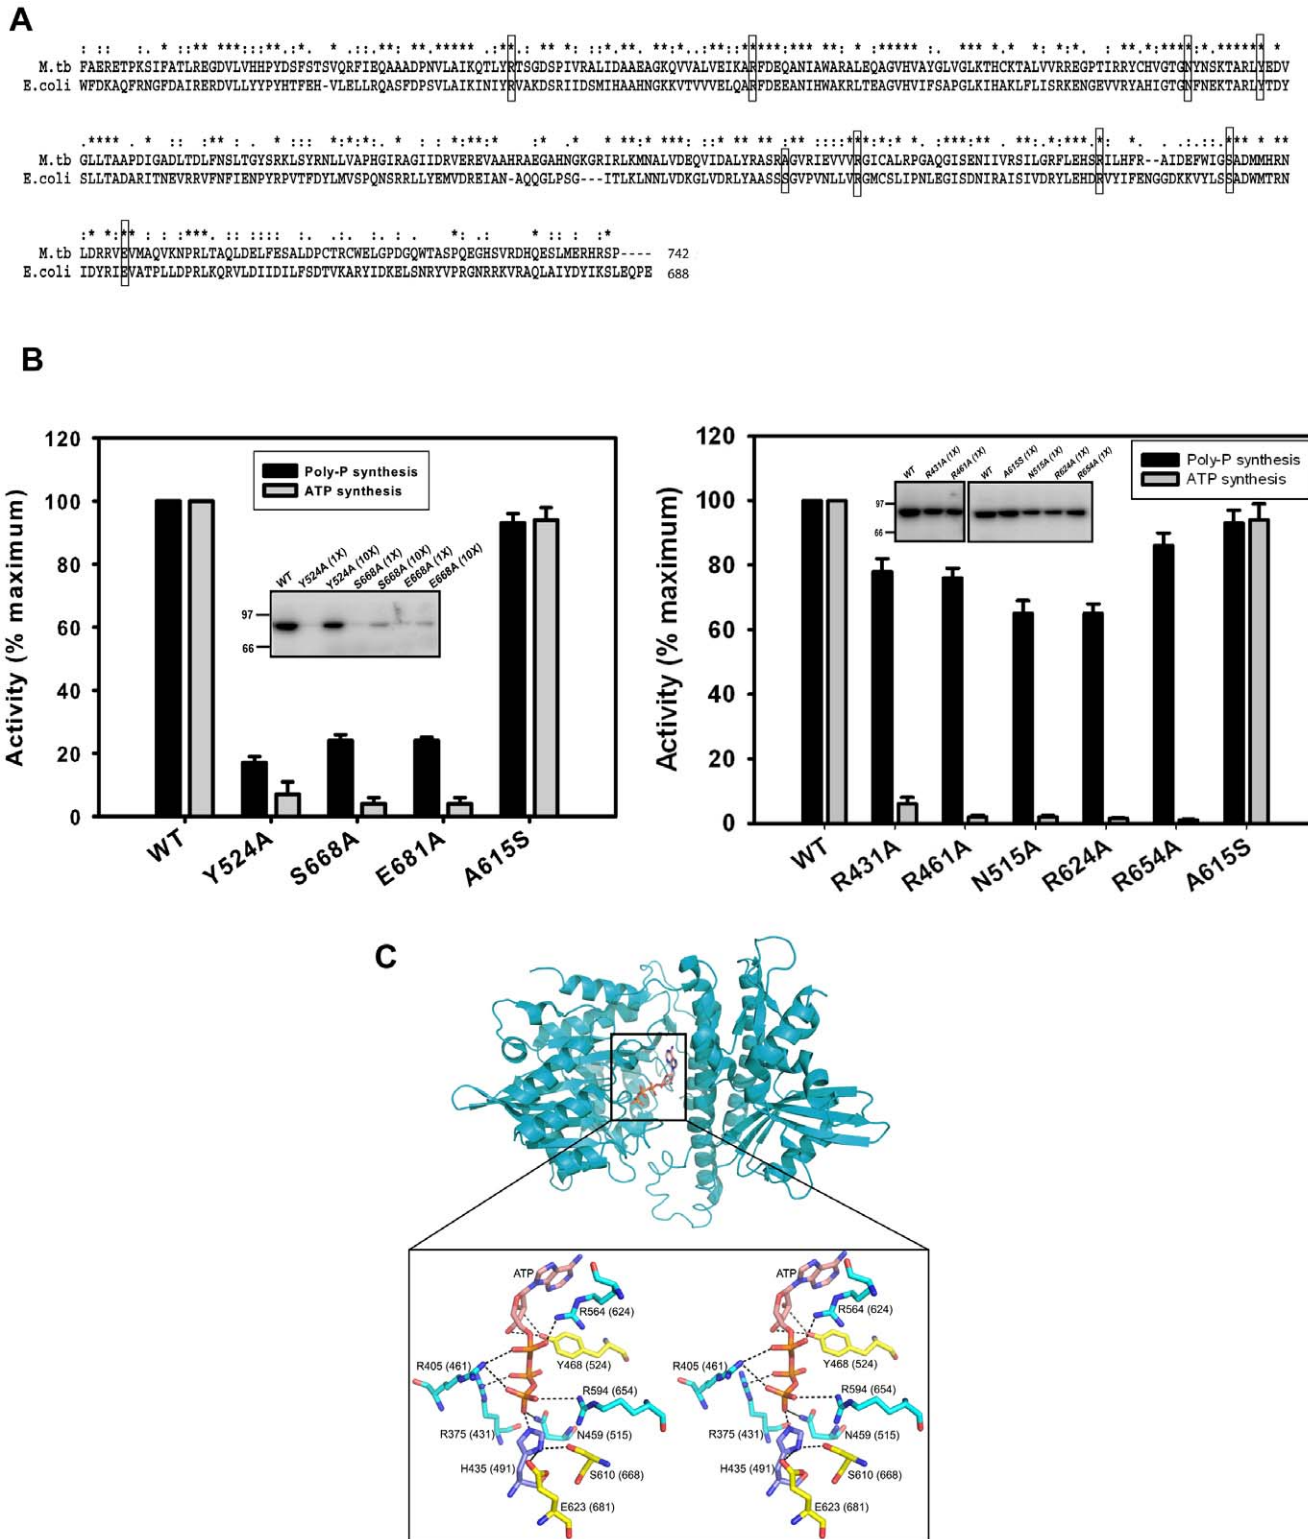 A
M.tb FAERETPKSIFATLREGDVLVHHPYDSFSTSVQRFIEQAAADPNVLAIKQTLYRTSGDSPIVRALIDAAEAGKQVVALVEIKARFDEQANIAWARALEQAGVHVAYGLVGLKTHCKTALVVRREGPTIRRYCHVGTGNYNSKTARLYEDV
E.coli WFDKAQFRNGFDAIRERDVLLYYPYHTFEH-VLELLRQASFDPSVLAIKINIYRVAKDSRIIDSMIHAAHNGKKVTVVVELQARFDEEANIHWAKRLTEAGVHVIFSAPGLKIHAKLFLISRKENGEVVRYAHIGTGNFNEKTARLYTDY
M.tb GLLTAAPDIGADLTDLFNSLTGYSRKLSYRNLLVAPHGIRAGIIDRVEREVAAHRAEGAHNGKGRIRLKMNALVDEQVIDALYRASRAGVRIEVVVRGICALRPGAQGISENIIVRSILGRFLEHSRILHFR--AIDEFWIGSADMMHRN
E.coli SLLTADARITNEVRRVFNFIENPYRPVTFDYLMVSPQNSRRLLYEMVDREIAN-AQQGLPSG---ITLKLNNLVDKGLVDRLYAASSSGVPVNLLVRGMCSLIPNLEGISDNIRAISIVDRYLEHDRVYIFENGGDKKVYLSSADWMTRN
M.tb LDRRVEVMAQVKNPRLTAQLDELFESALDPCTRCWELGPDGQWTASPQEGHSVRDHQESLMERHRSP---- 742
E.coli IDYRIEVATPLLDPRLKQRVLDIIDILFSDTVKARYIDKELSNRYVPRGNRRKVRAQLAIYDYIKSLEQPE 688
B
Activity (% maximum)
120
100
80
60
40
20
0
Poly-P synthesis
ATP synthesis
WT Y524A (1X) Y524A (10X) S668A (1X) S668A (10X) E668A (1X) E668A (10X)
97
66
WT Y524A S668A E681A A615S
Activity (% maximum)
120
100
80
60
40
20
0
Poly-P synthesis
ATP synthesis
WT R431A (1X) R461A (1X) WT A615S (1X) N515A (1X) R624A (1X) R654A (1X)
97
66
WT R431A R461A N515A R624A R654A A615S
C
ATP
R564 (624)
Y468 (524)
R405 (461)
R594 (654)
R375 (431)
N459 (515)
H435 (491)
S610 (668)
E623 (681)
ATP
R564 (624)
Y468 (524)
R405 (461)
R594 (654)
R375 (431)
N459 (515)
H435 (491)
S610 (668)
E623 (681)